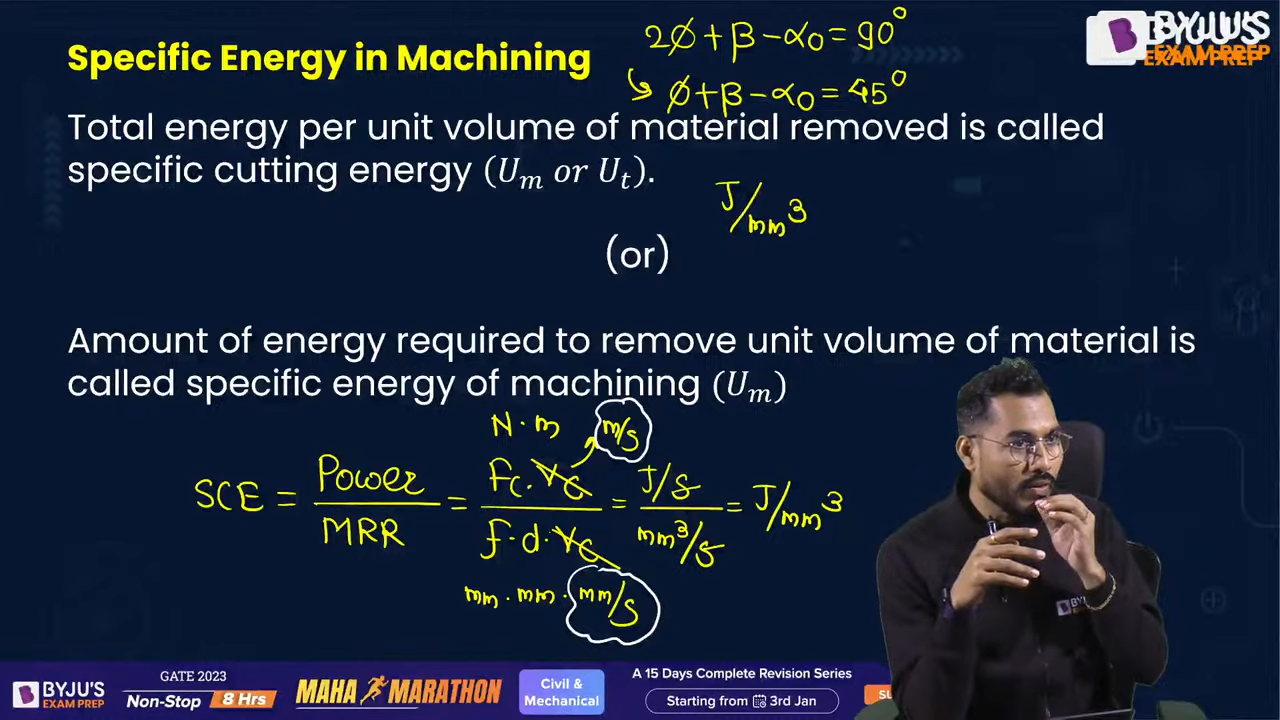 Specific Energy in Machining
2∅ + β - α₀ = 90°
↳ ∅ + β - α₀ = 45°
BYJU'S
EXAM PREP
Total energy per unit volume of material removed is called
specific cutting energy (Uₘ or Uₜ).
J/mm³
(or)
Amount of energy required to remove unit volume of material is
called specific energy of machining (Uₘ)
N·m m/s
SCE = Power/MRR = Fc·Vc/f·d·Vc = J/s/mm³/s = J/mm³
mm · mm · mm/s
BYJU'S
BYJU'S
EXAM PREP
GATE 2023
Non-Stop 8 Hrs
MAHA MARATHON
Civil &
Mechanical
A 15 Days Complete Revision Series
Starting from 3rd Jan